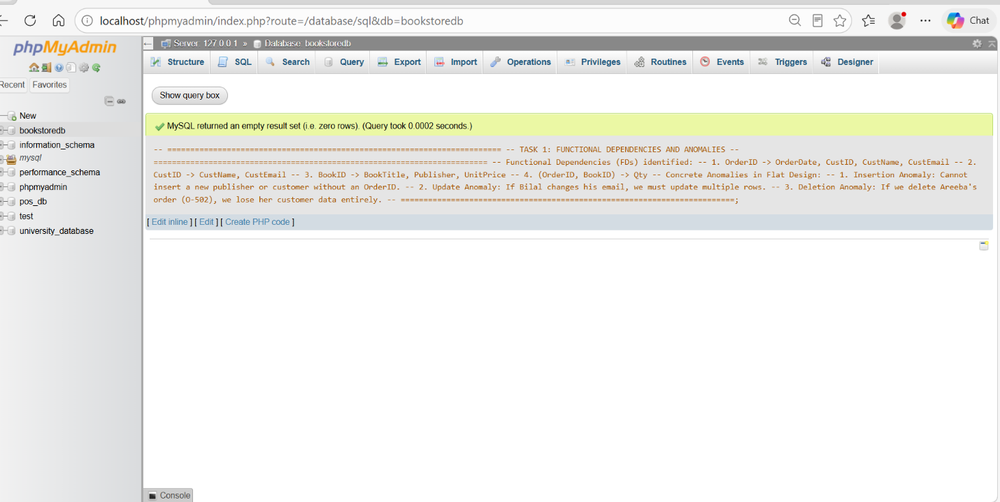 localhost/phpmyadmin/index.php?route=/database/sql&db=bookstoredb
Chat
phpMyAdmin
Recent
Favorites
New
bookstoredb
information_schema
mysql
performance_schema
phpmyadmin
pos_db
test
university_database
Server: 127.0.0.1 » Database: bookstoredb
Structure
SQL
Search
Query
Export
Import
Operations
Privileges
Routines
Events
Triggers
Designer
Show query box
MySQL returned an empty result set (i.e. zero rows). (Query took 0.0002 seconds.)
-- ========================================================================= -- TASK 1: FUNCTIONAL DEPENDENCIES AND ANOMALIES --
========================================================================= -- Functional Dependencies (FDs) identified: -- 1. OrderID -> OrderDate, CustID, CustName, CustEmail -- 2.
CustID -> CustName, CustEmail -- 3. BookID -> BookTitle, Publisher, UnitPrice -- 4. (OrderID, BookID) -> Qty -- Concrete Anomalies in Flat Design: -- 1. Insertion Anomaly: Cannot
insert a new publisher or customer without an OrderID. -- 2. Update Anomaly: If Bilal changes his email, we must update multiple rows. -- 3. Deletion Anomaly: If we delete Areeba's
order (O-502), we lose her customer data entirely. -- =========================================================================;
[ Edit inline ] [ Edit ] [ Create PHP code ]
Console